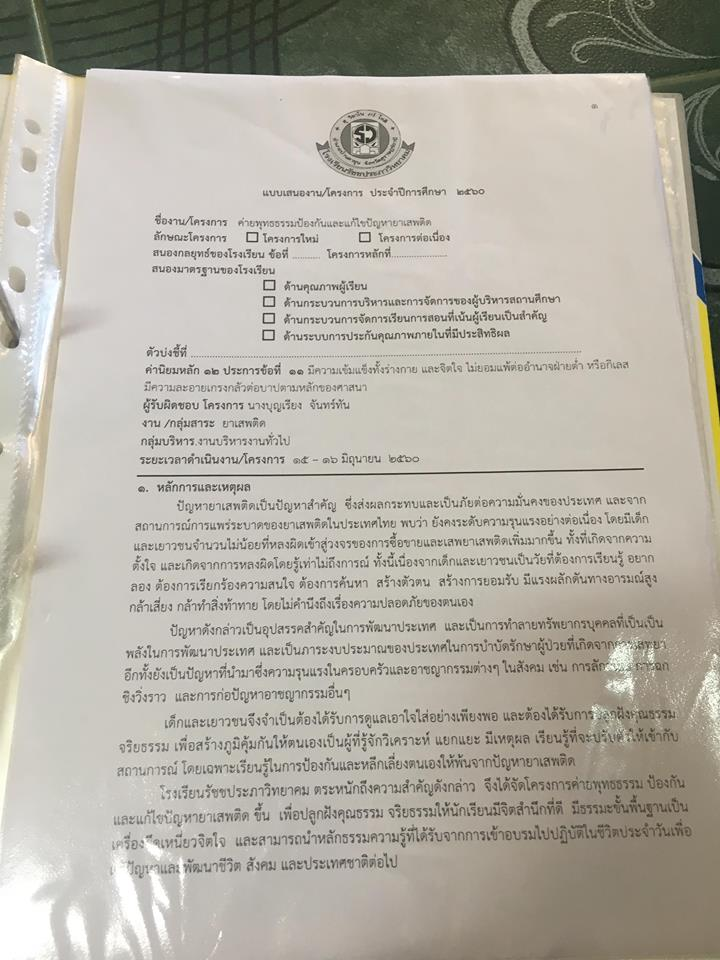 ๑
โรงเรียนรัชชประภาวิทยาคม
แบบเสนองาน/โครงการ ประจำปีการศึกษา ๒๕๖๐
ชื่องาน/โครงการ ค่ายพุทธธรรมป้องกันและแก้ไขปัญหายาเสพติด
ลักษณะโครงการ ☐ โครงการใหม่ ☐ โครงการต่อเนื่อง
สนองกลยุทธ์ของโรงเรียน ข้อที่ ........... โครงการหลักที่......................
สนองมาตรฐานของโรงเรียน
☐ ด้านคุณภาพผู้เรียน
☐ ด้านกระบวนการบริหารและการจัดการของผู้บริหารสถานศึกษา
☐ ด้านกระบวนการจัดการเรียนการสอนที่เน้นผู้เรียนเป็นสำคัญ
☐ ด้านระบบการประกันคุณภาพภายในที่มีประสิทธิผล
ตัวบ่งชี้ที่ ................................................................................
ค่านิยมหลัก ๑๒ ประการข้อที่ ๑๑ มีความเข้มแข็งทั้งร่างกาย และจิตใจ ไม่ยอมแพ้ต่ออำนาจฝ่ายต่ำ หรือกิเลส
มีความละอายเกรงกลัวต่อบาปตามหลักของศาสนา
ผู้รับผิดชอบ โครงการ นางบุญเรียง จันทร์ทัน
งาน /กลุ่มสาระ ยาเสพติด
กลุ่มบริหาร.งานบริหารงานทั่วไป
ระยะเวลาดำเนินงาน/โครงการ ๑๕ – ๑๖ มิถุนายน ๒๕๖๐
๑. หลักการและเหตุผล
ปัญหายาเสพติดเป็นปัญหาสำคัญ ซึ่งส่งผลกระทบและเป็นภัยต่อความมั่นคงของประเทศ และจาก
สถานการณ์การแพร่ระบาดของยาเสพติดในประเทศไทย พบว่า ยังคงระดับความรุนแรงอย่างต่อเนื่อง โดยมีเด็ก
และเยาวชนจำนวนไม่น้อยที่หลงผิดเข้าสู่วงจรของการซื้อขายและเสพยาเสพติดเพิ่มมากขึ้น ทั้งที่เกิดจากความ
ตั้งใจ และเกิดจากการหลงผิดโดยรู้เท่าไม่ถึงการณ์ ทั้งนี้เนื่องจากเด็กและเยาวชนเป็นวัยที่ต้องการเรียนรู้ อยาก
ลอง ต้องการเรียกร้องความสนใจ ต้องการค้นหา สร้างตัวตน สร้างการยอมรับ มีแรงผลักดันทางอารมณ์สูง
กล้าเสี่ยง กล้าทำสิ่งท้าทาย โดยไม่คำนึงถึงเรื่องความปลอดภัยของตนเอง
ปัญหาดังกล่าวเป็นอุปสรรคสำคัญในการพัฒนาประเทศ และเป็นการทำลายทรัพยากรบุคคลที่เป็นเป็น
พลังในการพัฒนาประเทศ และเป็นภาระงบประมาณของประเทศในการบำบัดรักษาผู้ป่วยที่เกิดจากการเสพยา
อีกทั้งยังเป็นปัญหาที่นำมาซึ่งความรุนแรงในครอบครัวและอาชญากรรมต่างๆ ในสังคม เช่น การลักขโมย การฉก
ชิงวิ่งราว และการก่อปัญหาอาชญากรรมอื่นๆ
เด็กและเยาวชนจึงจำเป็นต้องได้รับการดูแลเอาใจใส่อย่างเพียงพอ และต้องได้รับการปลูกฝังคุณธรรม
จริยธรรม เพื่อสร้างภูมิคุ้มกันให้ตนเองเป็นผู้ที่รู้จักวิเคราะห์ แยกแยะ มีเหตุผล เรียนรู้ที่จะปรับตัวให้เข้ากับ
สถานการณ์ โดยเฉพาะเรียนรู้ในการป้องกันและหลีกเลี่ยงตนเองให้พ้นจากปัญหายาเสพติด
โรงเรียนรัชชประภาวิทยาคม ตระหนักถึงความสำคัญดังกล่าว จึงได้จัดโครงการค่ายพุทธธรรม ป้องกัน
และแก้ไขปัญหายาเสพติด ขึ้น เพื่อปลูกฝังคุณธรรม จริยธรรมให้นักเรียนมีจิตสำนึกที่ดี มีธรรมะขั้นพื้นฐานเป็น
เครื่องยึดเหนี่ยวจิตใจ และสามารถนำหลักธรรมความรู้ที่ได้รับจากการเข้าอบรมไปปฏิบัติในชีวิตประจำวันเพื่อ
แก้ปัญหาและพัฒนาชีวิต สังคม และประเทศชาติต่อไป